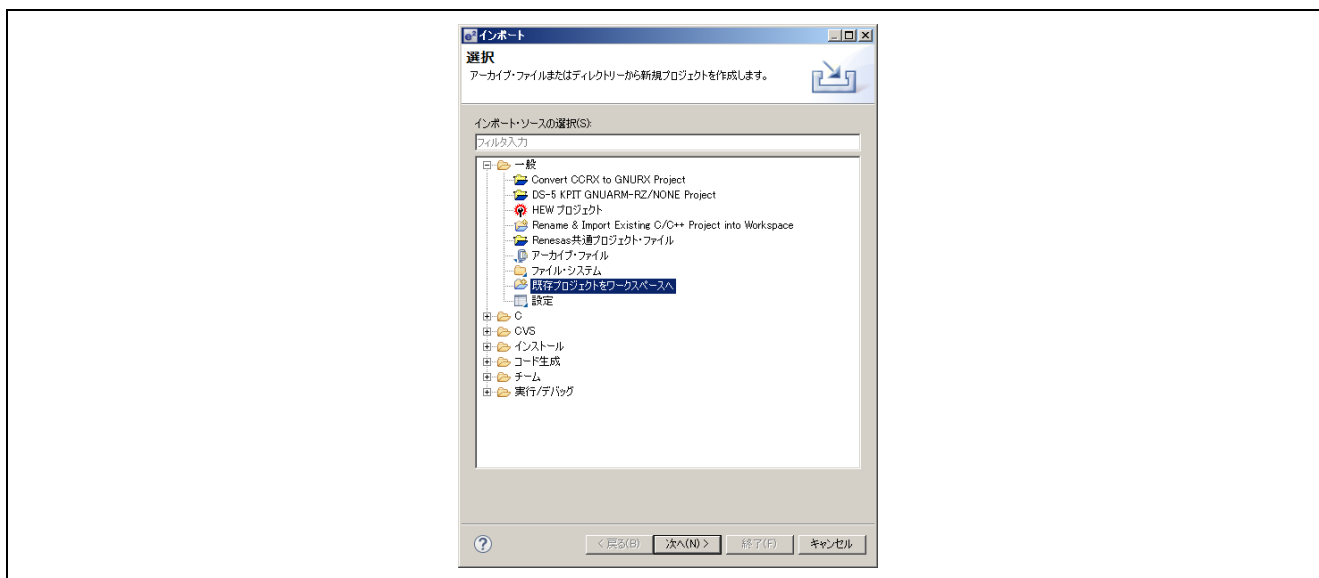 e² インポート
選択
アーカイブ・ファイルまたはディレクトリーから新規プロジェクトを作成します。
インポート・ソースの選択(S):
フィルタ入力
一般
Convert CCRX to GNURX Project
DS-5 KPIT GNUARM-RZ/NONE Project
HEW プロジェクト
Rename & Import Existing C/C++ Project into Workspace
Renesas共通プロジェクト・ファイル
アーカイブ・ファイル
ファイル・システム
既存プロジェクトをワークスペースへ
設定
C
CVS
インストール
コード生成
チーム
実行/デバッグ
< 戻る(B) 次へ(N) > 終了(F) キャンセル